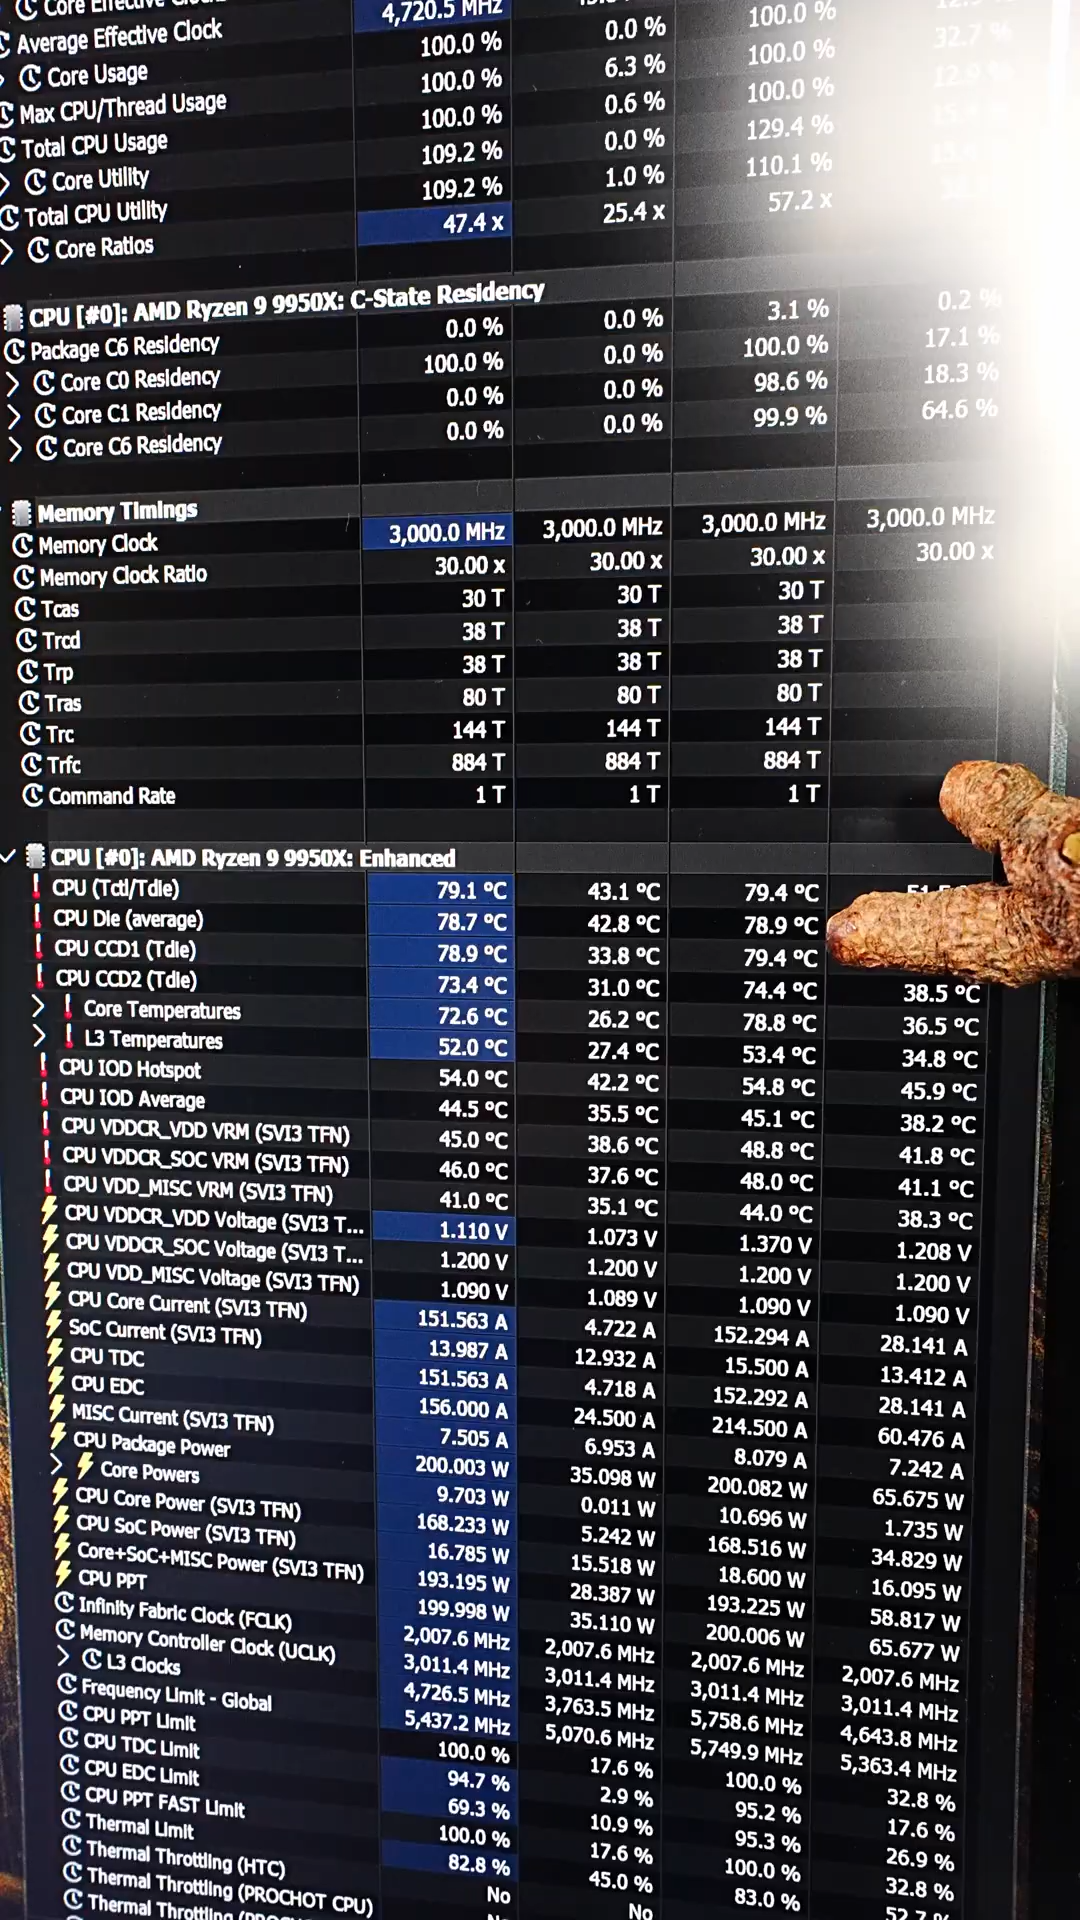 Core Effective
Average Effective Clock 4,720.5 MHz
Core Usage 100.0 % 0.0 % 100.0 %
Max CPU/Thread Usage 100.0 % 6.3 % 100.0 %
Total CPU Usage 100.0 % 0.6 % 100.0 %
Core Utility 109.2 % 0.0 % 129.4 %
Total CPU Utility 109.2 % 1.0 % 110.1 %
Core Ratios 47.4 x 25.4 x 57.2 x
CPU [#0]: AMD Ryzen 9 9950X: C-State Residency
Package C6 Residency 0.0 % 0.0 % 3.1 % 0.2 %
Core C0 Residency 100.0 % 0.0 % 100.0 % 17.1 %
Core C1 Residency 0.0 % 0.0 % 98.6 % 18.3 %
Core C6 Residency 0.0 % 0.0 % 99.9 % 64.6 %
Memory Timings
Memory Clock 3,000.0 MHz 3,000.0 MHz 3,000.0 MHz 3,000.0 MHz
Memory Clock Ratio 30.00 x 30.00 x 30.00 x 30.00 x
Tcas 30 T 30 T 30 T
Trcd 38 T 38 T 38 T
Trp 38 T 38 T 38 T
Tras 80 T 80 T 80 T
Trc 144 T 144 T 144 T
Trfc 884 T 884 T 884 T
Command Rate 1 T 1 T 1 T
CPU [#0]: AMD Ryzen 9 9950X: Enhanced
CPU (Tctl/Tdie) 79.1 °C 43.1 °C 79.4 °C
CPU Die (average) 78.7 °C 42.8 °C 78.9 °C
CPU CCD1 (Tdie) 78.9 °C 33.8 °C 79.4 °C
CPU CCD2 (Tdie) 73.4 °C 31.0 °C 74.4 °C 38.5 °C
Core Temperatures 72.6 °C 26.2 °C 78.8 °C 36.5 °C
L3 Temperatures 52.0 °C 27.4 °C 53.4 °C 34.8 °C
CPU IOD Hotspot 54.0 °C 42.2 °C 54.8 °C 45.9 °C
CPU IOD Average 44.5 °C 35.5 °C 45.1 °C 38.2 °C
CPU VDDCR_VDD VRM (SVI3 TFN) 45.0 °C 38.6 °C 48.8 °C 41.8 °C
CPU VDDCR_SOC VRM (SVI3 TFN) 46.0 °C 37.6 °C 48.0 °C 41.1 °C
CPU VDD_MISC VRM (SVI3 TFN) 41.0 °C 35.1 °C 44.0 °C 38.3 °C
CPU VDDCR_VDD Voltage (SVI3 T... 1.110 V 1.073 V 1.370 V 1.208 V
CPU VDDCR_SOC Voltage (SVI3 T... 1.200 V 1.200 V 1.200 V 1.200 V
CPU VDD_MISC Voltage (SVI3 TFN) 1.090 V 1.089 V 1.090 V 1.090 V
CPU Core Current (SVI3 TFN) 151.563 A 4.722 A 152.294 A 28.141 A
SoC Current (SVI3 TFN) 13.987 A 12.932 A 15.500 A 13.412 A
CPU TDC 151.563 A 4.718 A 152.292 A 28.141 A
CPU EDC 156.000 A 24.500 A 214.500 A 60.476 A
MISC Current (SVI3 TFN) 7.505 A 6.953 A 8.079 A 7.242 A
CPU Package Power 200.003 W 35.098 W 200.082 W 65.675 W
Core Powers 9.703 W 0.011 W 10.696 W 1.735 W
CPU Core Power (SVI3 TFN) 168.233 W 5.242 W 168.516 W 34.829 W
CPU SoC Power (SVI3 TFN) 16.785 W 15.518 W 18.600 W 16.095 W
Core+SoC+MISC Power (SVI3 TFN) 193.195 W 28.387 W 193.225 W 58.817 W
CPU PPT 199.998 W 35.110 W 200.006 W 65.677 W
Infinity Fabric Clock (FCLK) 2,007.6 MHz 2,007.6 MHz 2,007.6 MHz 2,007.6 MHz
Memory Controller Clock (UCLK) 3,011.4 MHz 3,011.4 MHz 3,011.4 MHz 3,011.4 MHz
L3 Clocks 4,726.5 MHz 3,763.5 MHz 5,758.6 MHz 4,643.8 MHz
Frequency Limit - Global 5,437.2 MHz 5,070.6 MHz 5,749.9 MHz 5,363.4 MHz
CPU PPT Limit 100.0 % 17.6 % 100.0 % 32.8 %
CPU TDC Limit 94.7 % 2.9 % 95.2 % 17.6 %
CPU EDC Limit 69.3 % 10.9 % 95.3 % 26.9 %
CPU PPT FAST Limit 100.0 % 17.6 % 100.0 % 32.8 %
Thermal Limit 82.8 % 45.0 % 83.0 % 52.7 %
Thermal Throttling (HTC) No No
Thermal Throttling (PROCHOT CPU)
Thermal Throttling